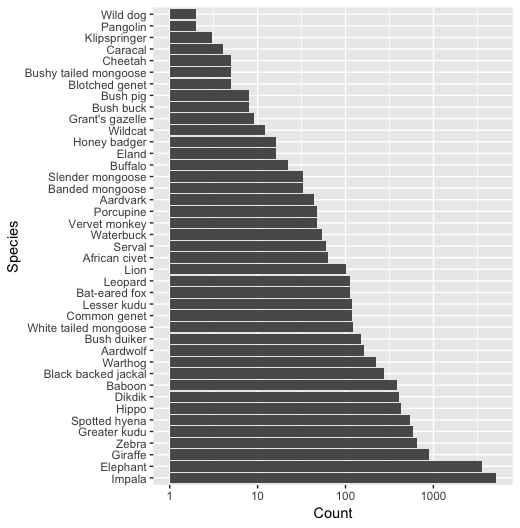 Wild dog
Pangolin
Klipspringer
Caracal
Cheetah
Bushy tailed mongoose
Blotched genet
Bush pig
Bush buck
Grant's gazelle
Wildcat
Honey badger
Eland
Buffalo
Slender mongoose
Banded mongoose
Aardvark
Porcupine
Vervet monkey
Waterbuck
Serval
African civet
Lion
Leopard
Bat-eared fox
Lesser kudu
Common genet
White tailed mongoose
Bush duiker
Aardwolf
Warthog
Black backed jackal
Baboon
Dikdik
Hippo
Spotted hyena
Greater kudu
Zebra
Giraffe
Elephant
Impala
Species
1 10 100 1000
Count